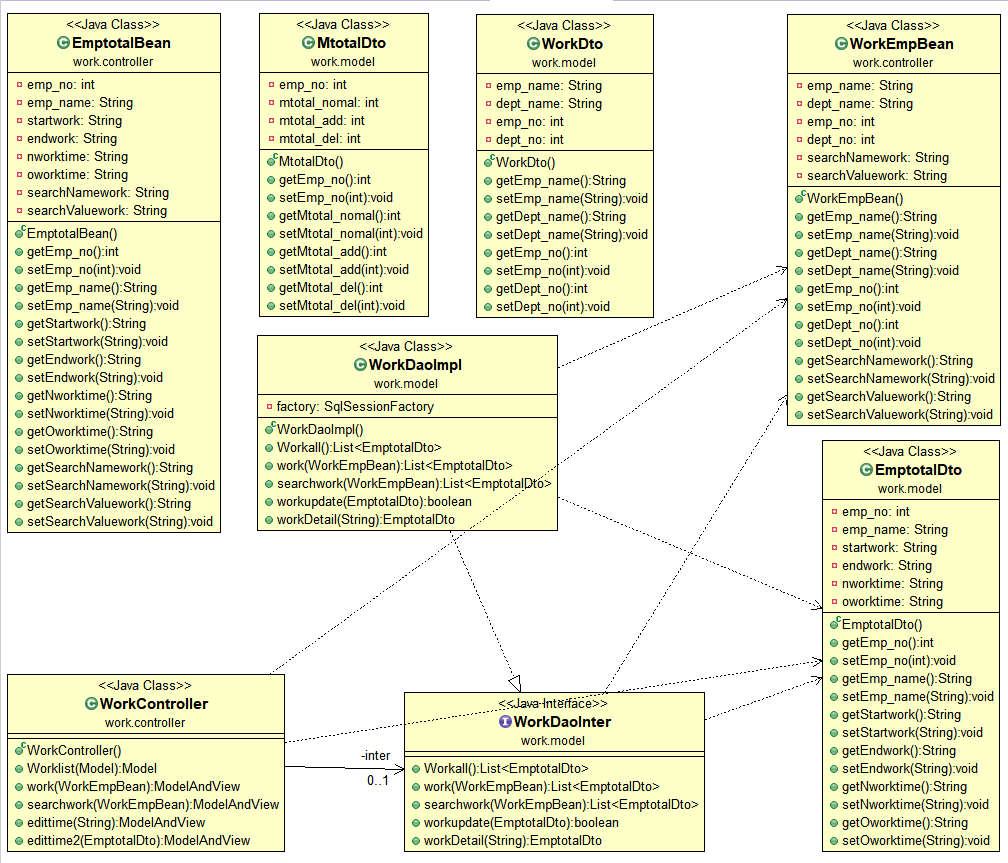 <<Java Class>>
EmptotalBean
work.controller
emp_no: int
emp_name: String
startwork: String
endwork: String
nworktime: String
oworktime: String
searchNamework: String
searchValuework: String
EmptotalBean()
getEmp_no():int
setEmp_no(int):void
getEmp_name():String
setEmp_name(String):void
getStartwork():String
setStartwork(String):void
getEndwork():String
setEndwork(String):void
getNworktime():String
setNworktime(String):void
getOworktime():String
setOworktime(String):void
getSearchNamework():String
setSearchNamework(String):void
getSearchValuework():String
setSearchValuework(String):void
<<Java Class>>
MtotalDto
work.model
emp_no: int
mtotal_nomal: int
mtotal_add: int
mtotal_del: int
MtotalDto()
getEmp_no():int
setEmp_no(int):void
getMtotal_nomal():int
setMtotal_nomal(int):void
getMtotal_add():int
setMtotal_add(int):void
getMtotal_del():int
setMtotal_del(int):void
<<Java Class>>
WorkDto
work.model
emp_name: String
dept_name: String
emp_no: int
dept_no: int
WorkDto()
getEmp_name():String
setEmp_name(String):void
getDept_name():String
setDept_name(String):void
getEmp_no():int
setEmp_no(int):void
getDept_no():int
setDept_no(int):void
<<Java Class>>
WorkEmpBean
work.controller
emp_name: String
dept_name: String
emp_no: int
dept_no: int
searchNamework: String
searchValuework: String
WorkEmpBean()
getEmp_name():String
setEmp_name(String):void
getDept_name():String
setDept_name(String):void
getEmp_no():int
setEmp_no(int):void
getDept_no():int
setDept_no(int):void
getSearchNamework():String
setSearchNamework(String):void
getSearchValuework():String
setSearchValuework(String):void
<<Java Class>>
WorkDaoImpl
work.model
factory: SqlSessionFactory
WorkDaoImpl()
Workall():List<EmptotalDto>
work(WorkEmpBean):List<EmptotalDto>
searchwork(WorkEmpBean):List<EmptotalDto>
workupdate(EmptotalDto):boolean
workDetail(String):EmptotalDto
<<Java Class>>
EmptotalDto
work.model
emp_no: int
emp_name: String
startwork: String
endwork: String
nworktime: String
oworktime: String
EmptotalDto()
getEmp_no():int
setEmp_no(int):void
getEmp_name():String
setEmp_name(String):void
getStartwork():String
setStartwork(String):void
getEndwork():String
setEndwork(String):void
getNworktime():String
setNworktime(String):void
getOworktime():String
setOworktime(String):void
<<Java Class>>
WorkController
work.controller
WorkController()
Worklist(Model):Model
work(WorkEmpBean):ModelAndView
searchwork(WorkEmpBean):ModelAndView
edittime(String):ModelAndView
edittime2(EmptotalDto):ModelAndView
-inter
0..1
<<Java Interface>>
WorkDaoInter
work.model
Workall():List<EmptotalDto>
work(WorkEmpBean):List<EmptotalDto>
searchwork(WorkEmpBean):List<EmptotalDto>
workupdate(EmptotalDto):boolean
workDetail(String):EmptotalDto